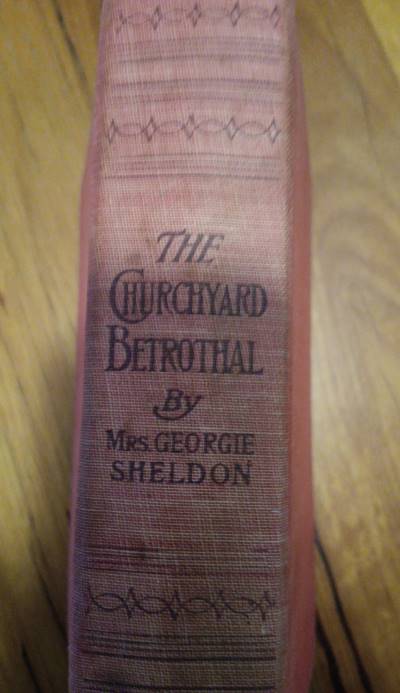 THE
CHURCHYARD
BETROTHAL
By
MRS. GEORGIE
SHELDON